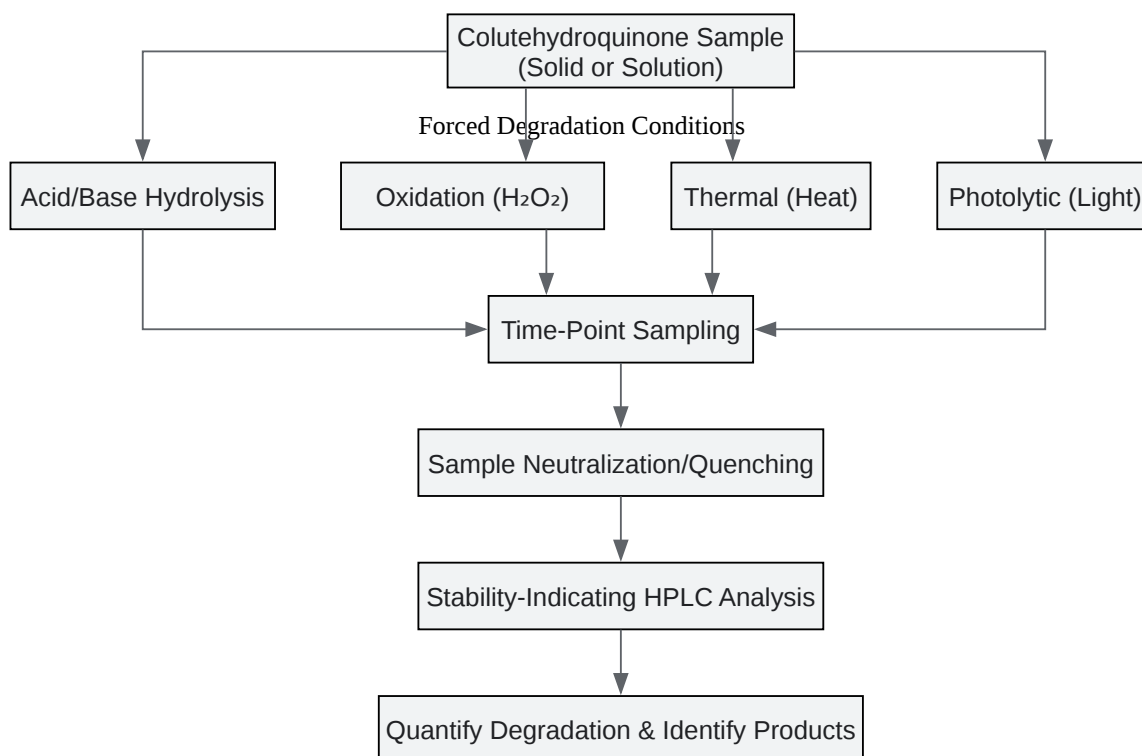 Colutehydroquinone Sample
(Solid or Solution)
Forced Degradation Conditions
Acid/Base Hydrolysis
Oxidation (H₂O₂)
Thermal (Heat)
Photolytic (Light)
Time-Point Sampling
Sample Neutralization/Quenching
Stability-Indicating HPLC Analysis
Quantify Degradation & Identify Products